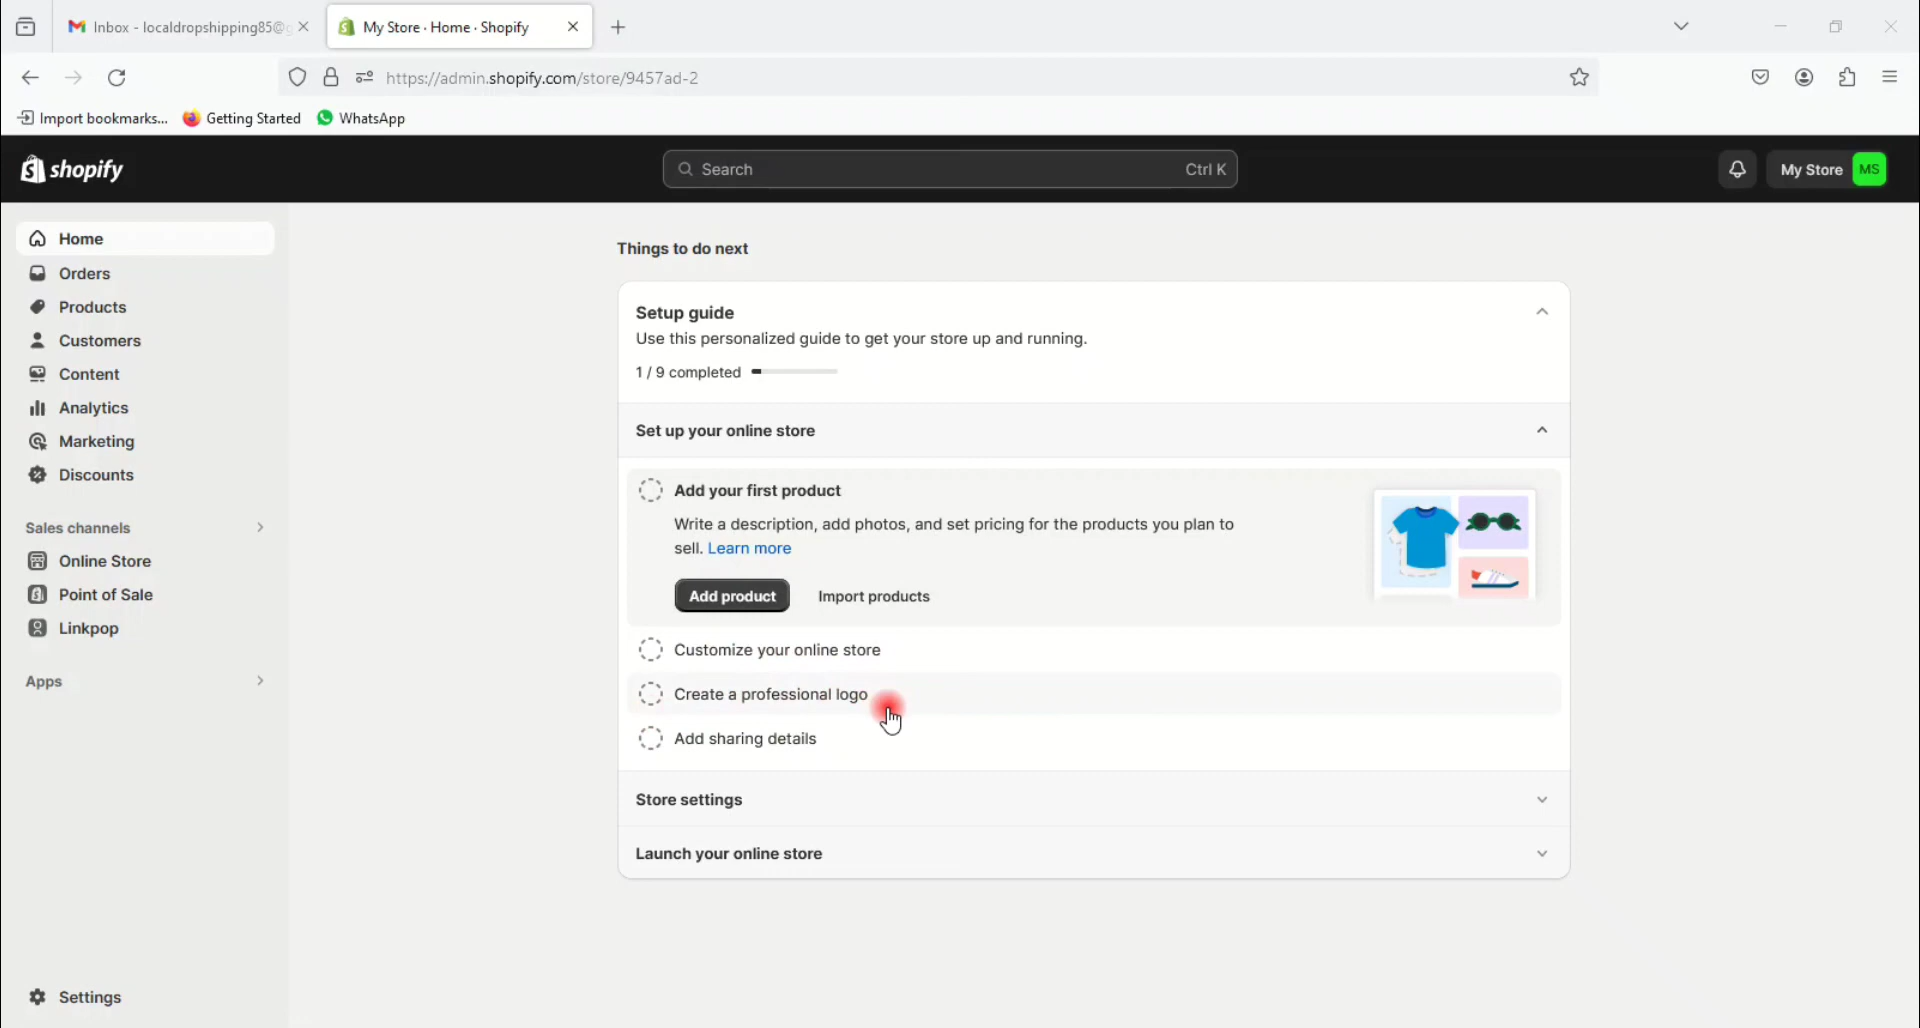 Inbox - localdropshipping85@g
My Store · Home · Shopify
https://admin.shopify.com/store/9457ad-2
Import bookmarks...
Getting Started
WhatsApp
shopify
Search
Ctrl K
My Store
MS
Home
Orders
Products
Customers
Content
Analytics
Marketing
Discounts
Sales channels
Online Store
Point of Sale
Linkpop
Apps
Settings
Things to do next
Setup guide
Use this personalized guide to get your store up and running.
1 / 9 completed
Set up your online store
Add your first product
Write a description, add photos, and set pricing for the products you plan to
sell. Learn more
Add product
Import products
Customize your online store
Create a professional logo
Add sharing details
Store settings
Launch your online store